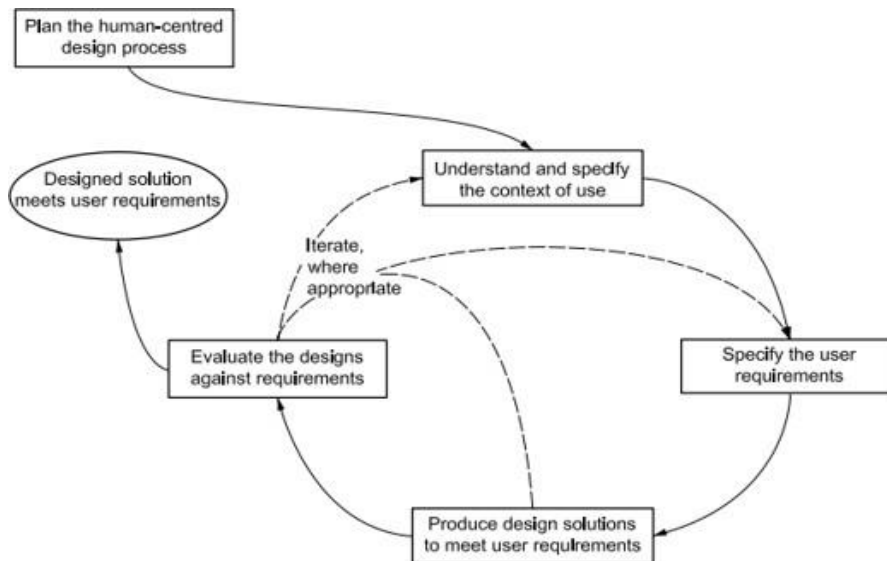 Plan the human-centred
design process
Understand and specify
the context of use
Designed solution
meets user requirements
Iterate,
where
appropriate
Evaluate the designs
against requirements
Specify the user
requirements
Produce design solutions
to meet user requirements